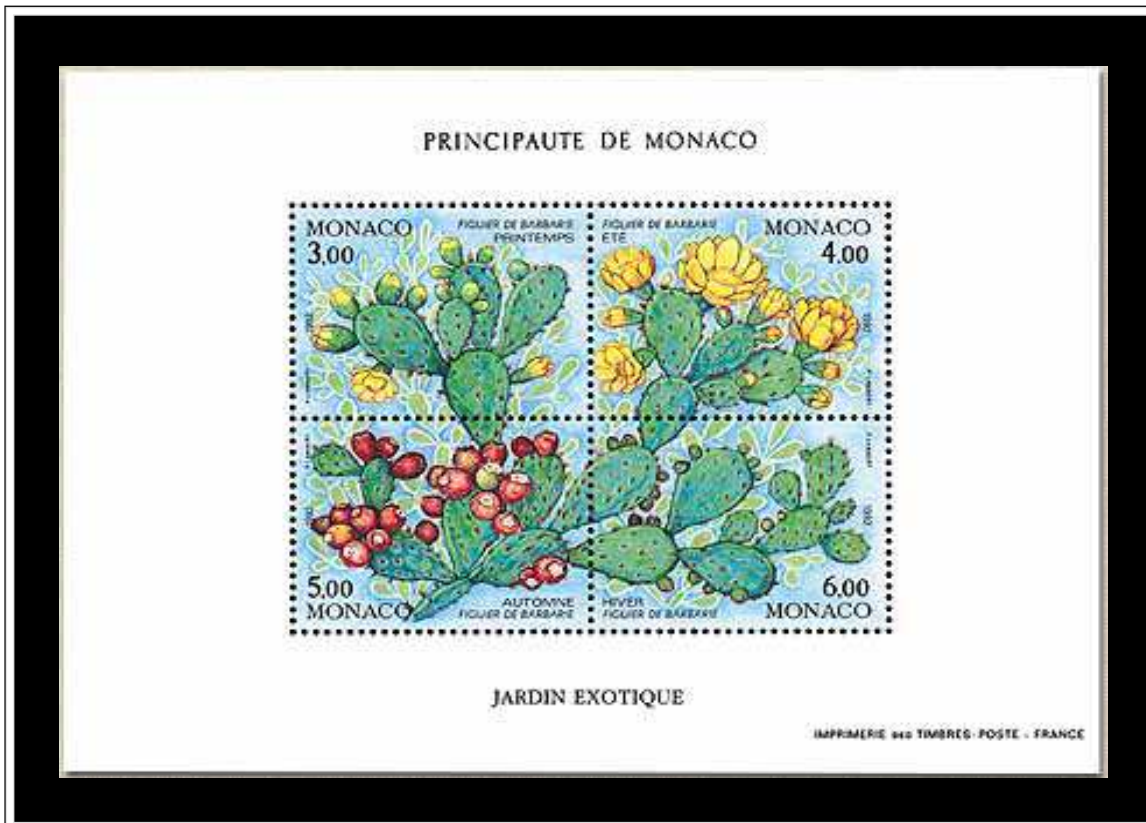 PRINCIPAUTE DE MONACO
MONACO
3,00
FIGUIER DE BARBARIE
PRINTEMPS
FIGUIER DE BARBARIE
ETE
MONACO
4.00
1992
5,00
MONACO
AUTOMNE
FIGUIER DE BARBARIE
HIVER
FIGUIER DE BARBARIE
6,00
MONACO
1992
JARDIN EXOTIQUE
IMPRIMERIE DES TIMBRES-POSTE - FRANCE